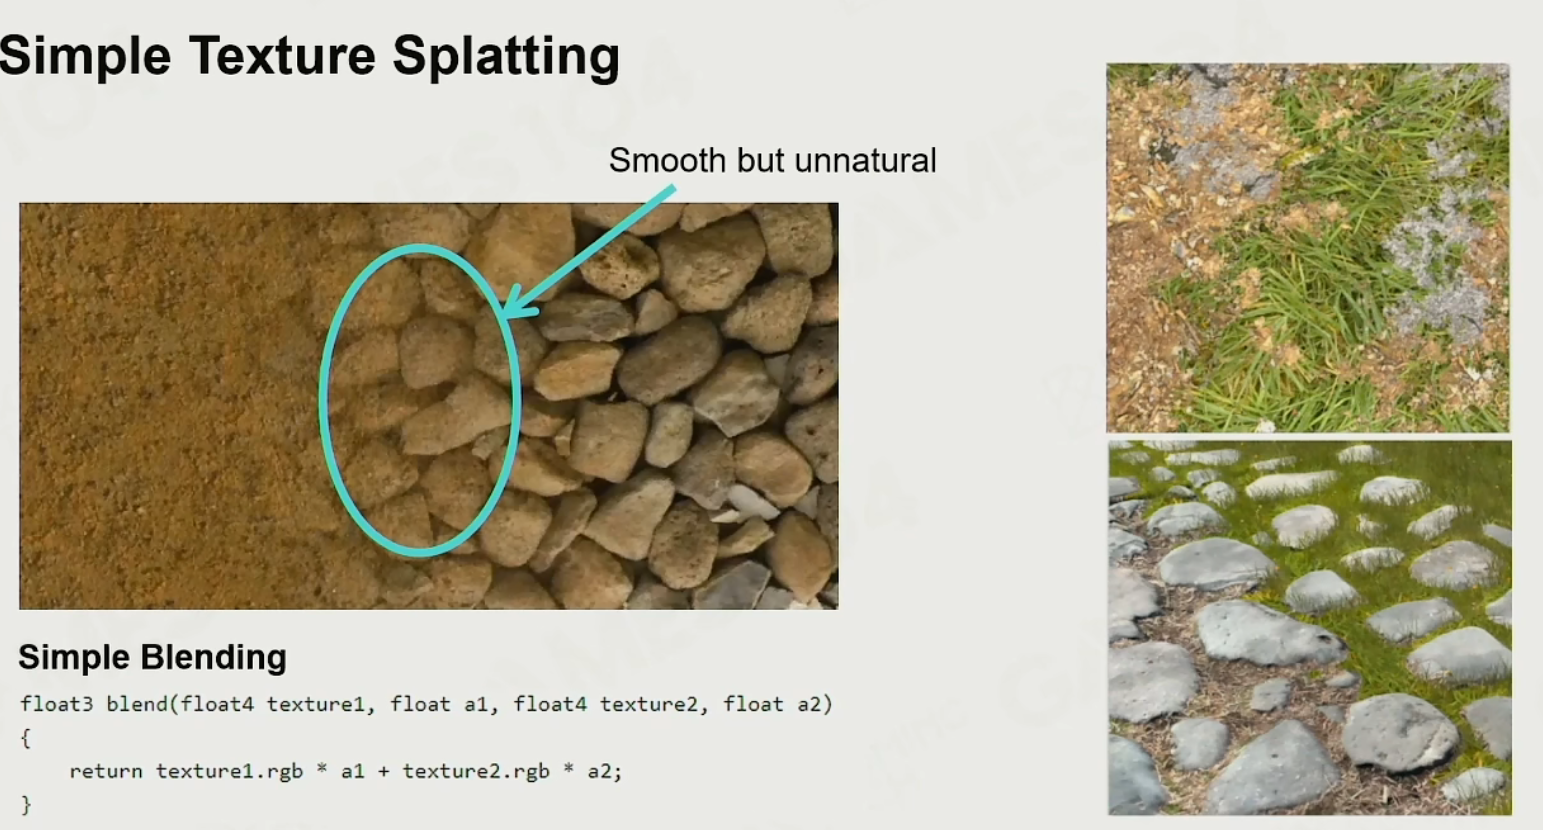 Simple Texture Splatting
Smooth but unnatural
Simple Blending
float3 blend(float4 texture1, float a1, float4 texture2, float a2)
{
    return texture1.rgb * a1 + texture2.rgb * a2;
}